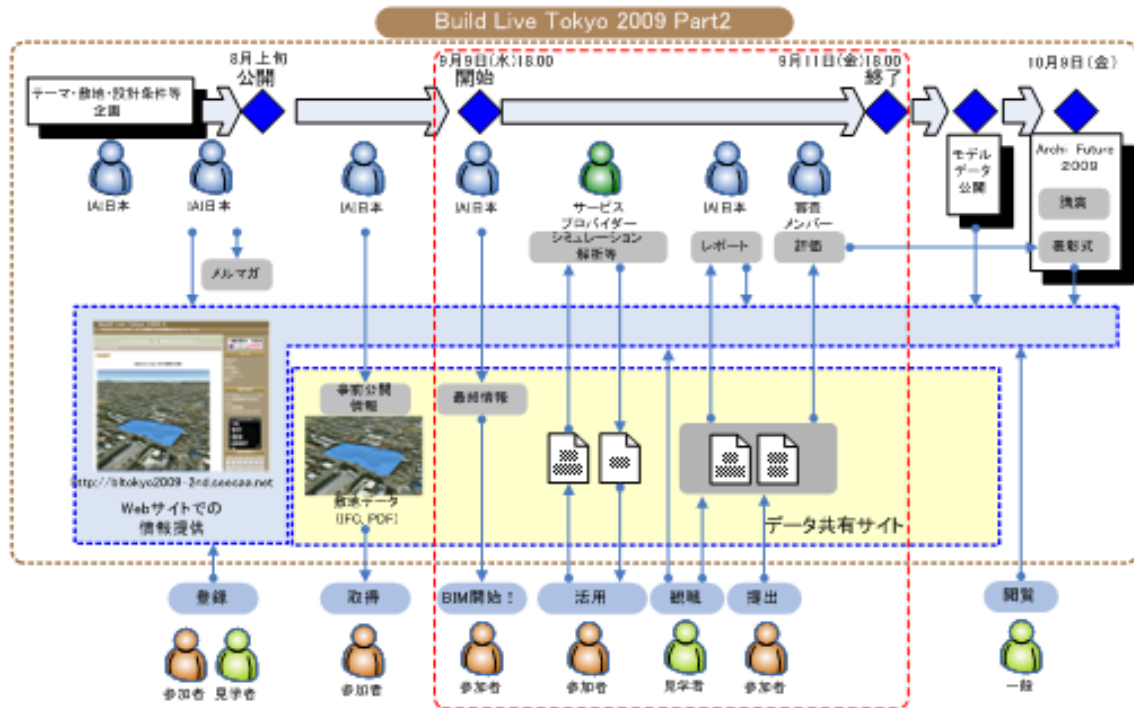 Build Live Tokyo 2009 Part2
8月上旬
公開
9月9日(水)18:00
開始
9月11日(金)18:00
終了
10月9日(金)
テーマ・敷地・設計条件等
企画
モデル
データ
公開
Archi Future
2009
講演
表彰式
IAI日本
IAI日本
IAI日本
IAI日本
サービス
プロバイダー
IAI日本
審査
メンバー
メルマガ
シミュレーション
解析等
レポート
評価
Build Live Tokyo 2009
事前公開
情報
最終情報
http://bltokyo2009-2nd.seesaa.net
Webサイトでの
情報提供
敷地データ
(IFC, PDF)
データ共有サイト
登録
取得
BIM開始！
活用
観戦
提出
閲覧
参加者
見学者
参加者
参加者
参加者
見学者
参加者
一般